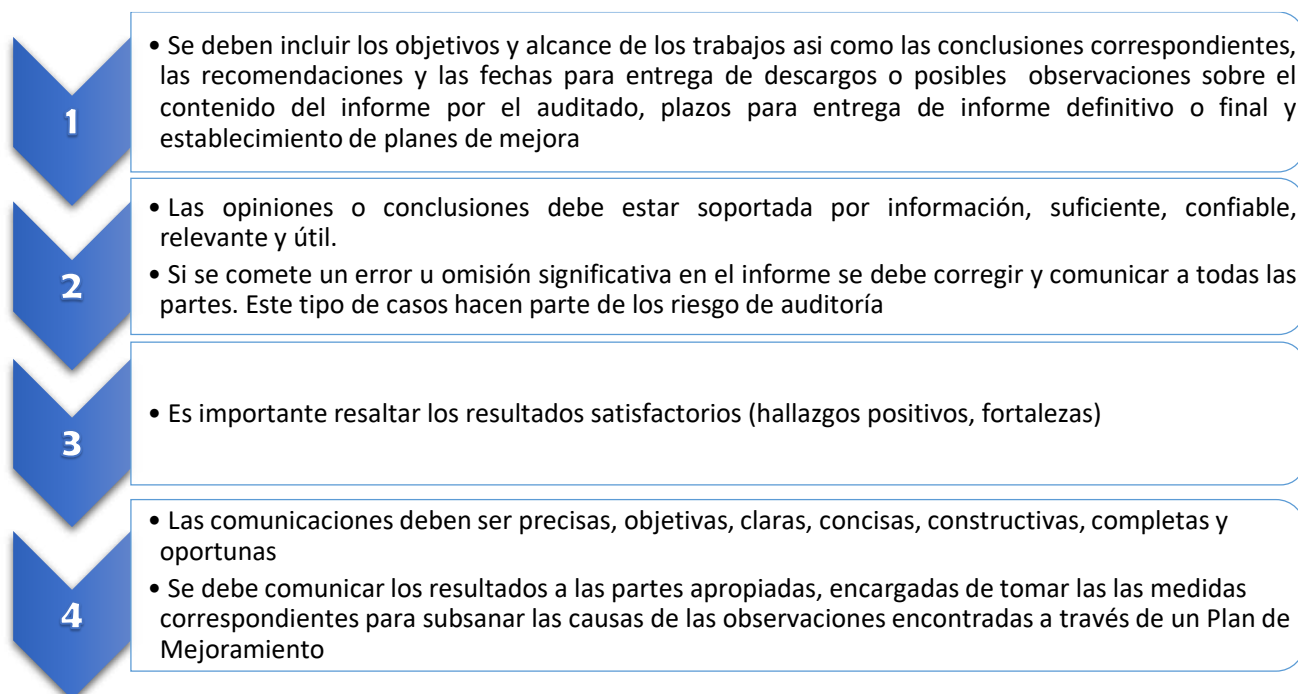 1
• Se deben incluir los objetivos y alcance de los trabajos asi como las conclusiones correspondientes,
las recomendaciones y las fechas para entrega de descargos o posibles observaciones sobre el
contenido del informe por el auditado, plazos para entrega de informe definitivo o final y
establecimiento de planes de mejora
2
• Las opiniones o conclusiones debe estar soportada por información, suficiente, confiable,
relevante y útil.
• Si se comete un error u omisión significativa en el informe se debe corregir y comunicar a todas las
partes. Este tipo de casos hacen parte de los riesgo de auditoría
3
• Es importante resaltar los resultados satisfactorios (hallazgos positivos, fortalezas)
4
• Las comunicaciones deben ser precisas, objetivas, claras, concisas, constructivas, completas y
oportunas
• Se debe comunicar los resultados a las partes apropiadas, encargadas de tomar las las medidas
correspondientes para subsanar las causas de las observaciones encontradas a través de un Plan de
Mejoramiento